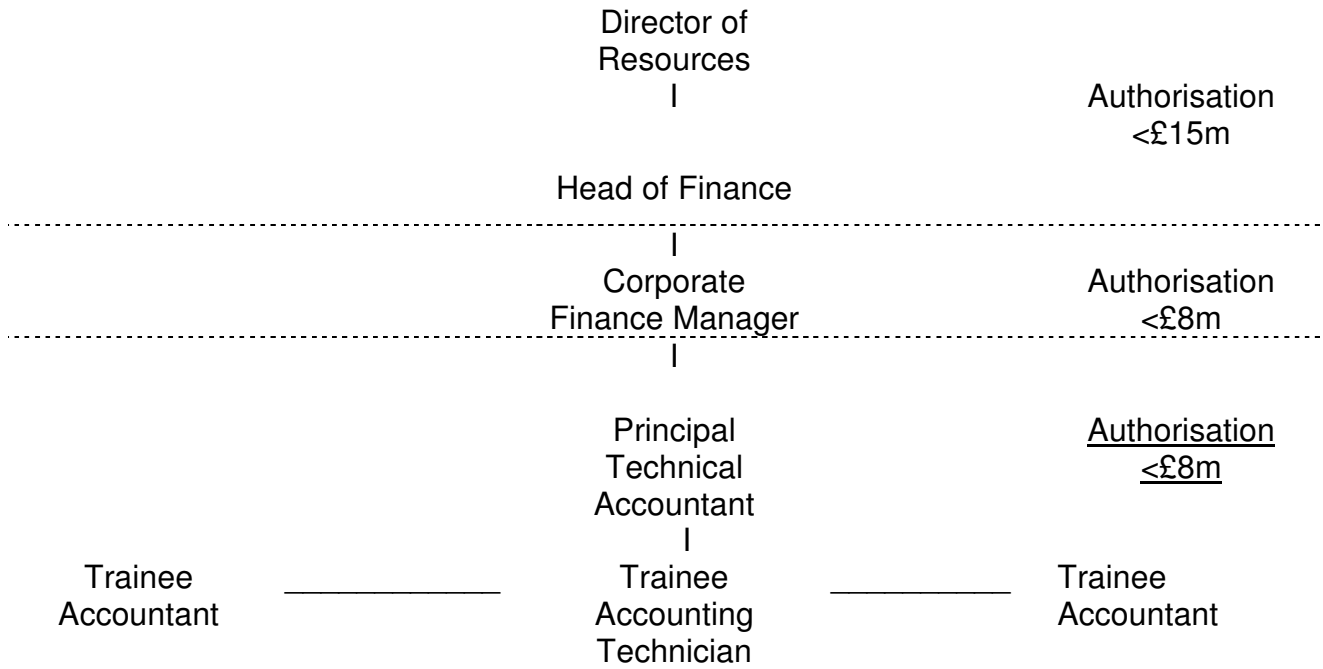 Director of
Resources
I
Authorisation
<£15m
Head of Finance
I
Corporate
Finance Manager
Authorisation
<£8m
I
Principal
Technical
Accountant
Authorisation
<£8m
I
Trainee
Accountant
Trainee
Accounting
Technician
Trainee
Accountant